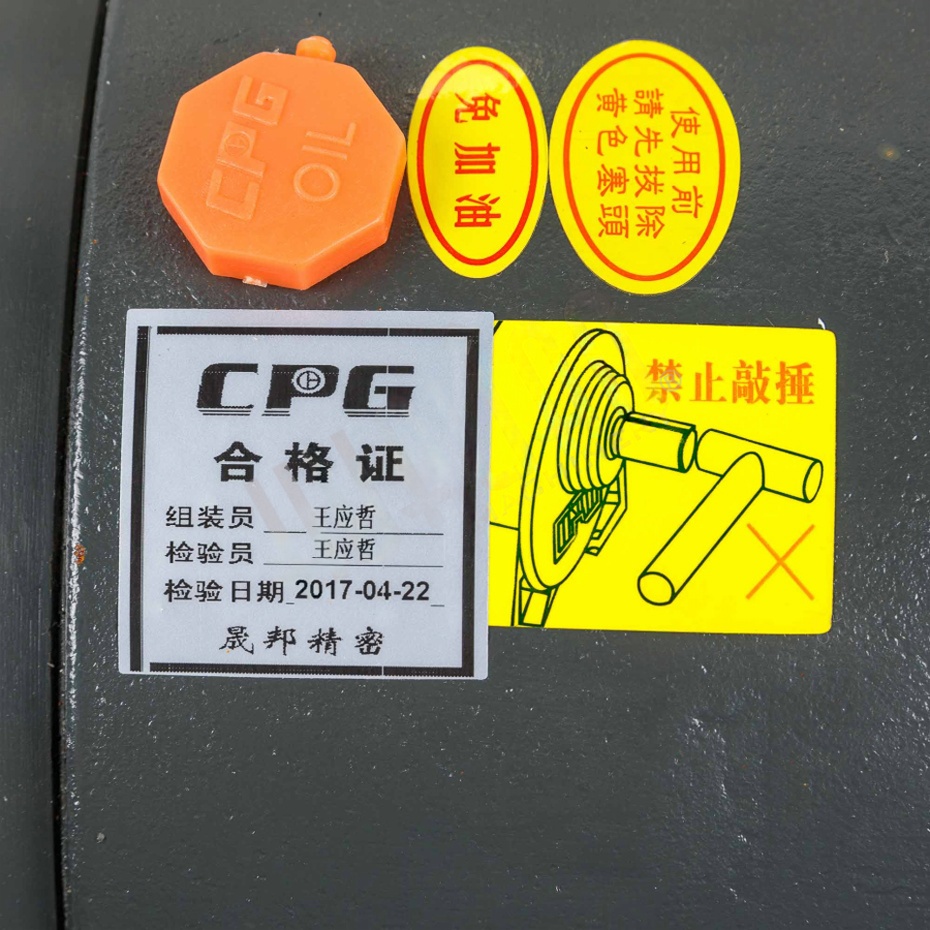 CPG
OIL
免加油
使用前
請先拔除
黃色塞頭
CPG
合格证
组装员 王应哲
检验员 王应哲
检验日期 2017-04-22
晟邦精密
禁止敲捶
CPG